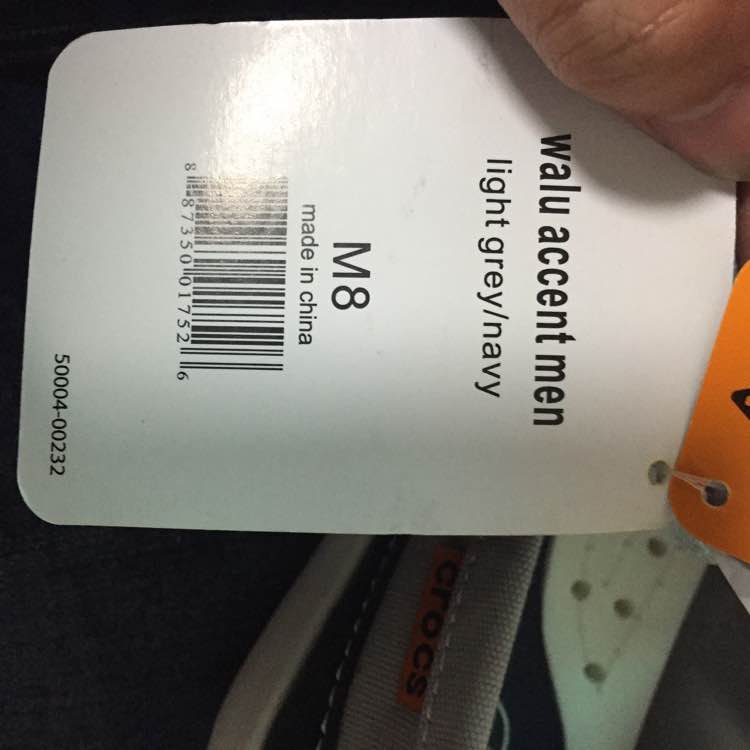 walu accent men
light grey/navy
M8
made in china
8 87350 01752 6
50004-00232
crocs